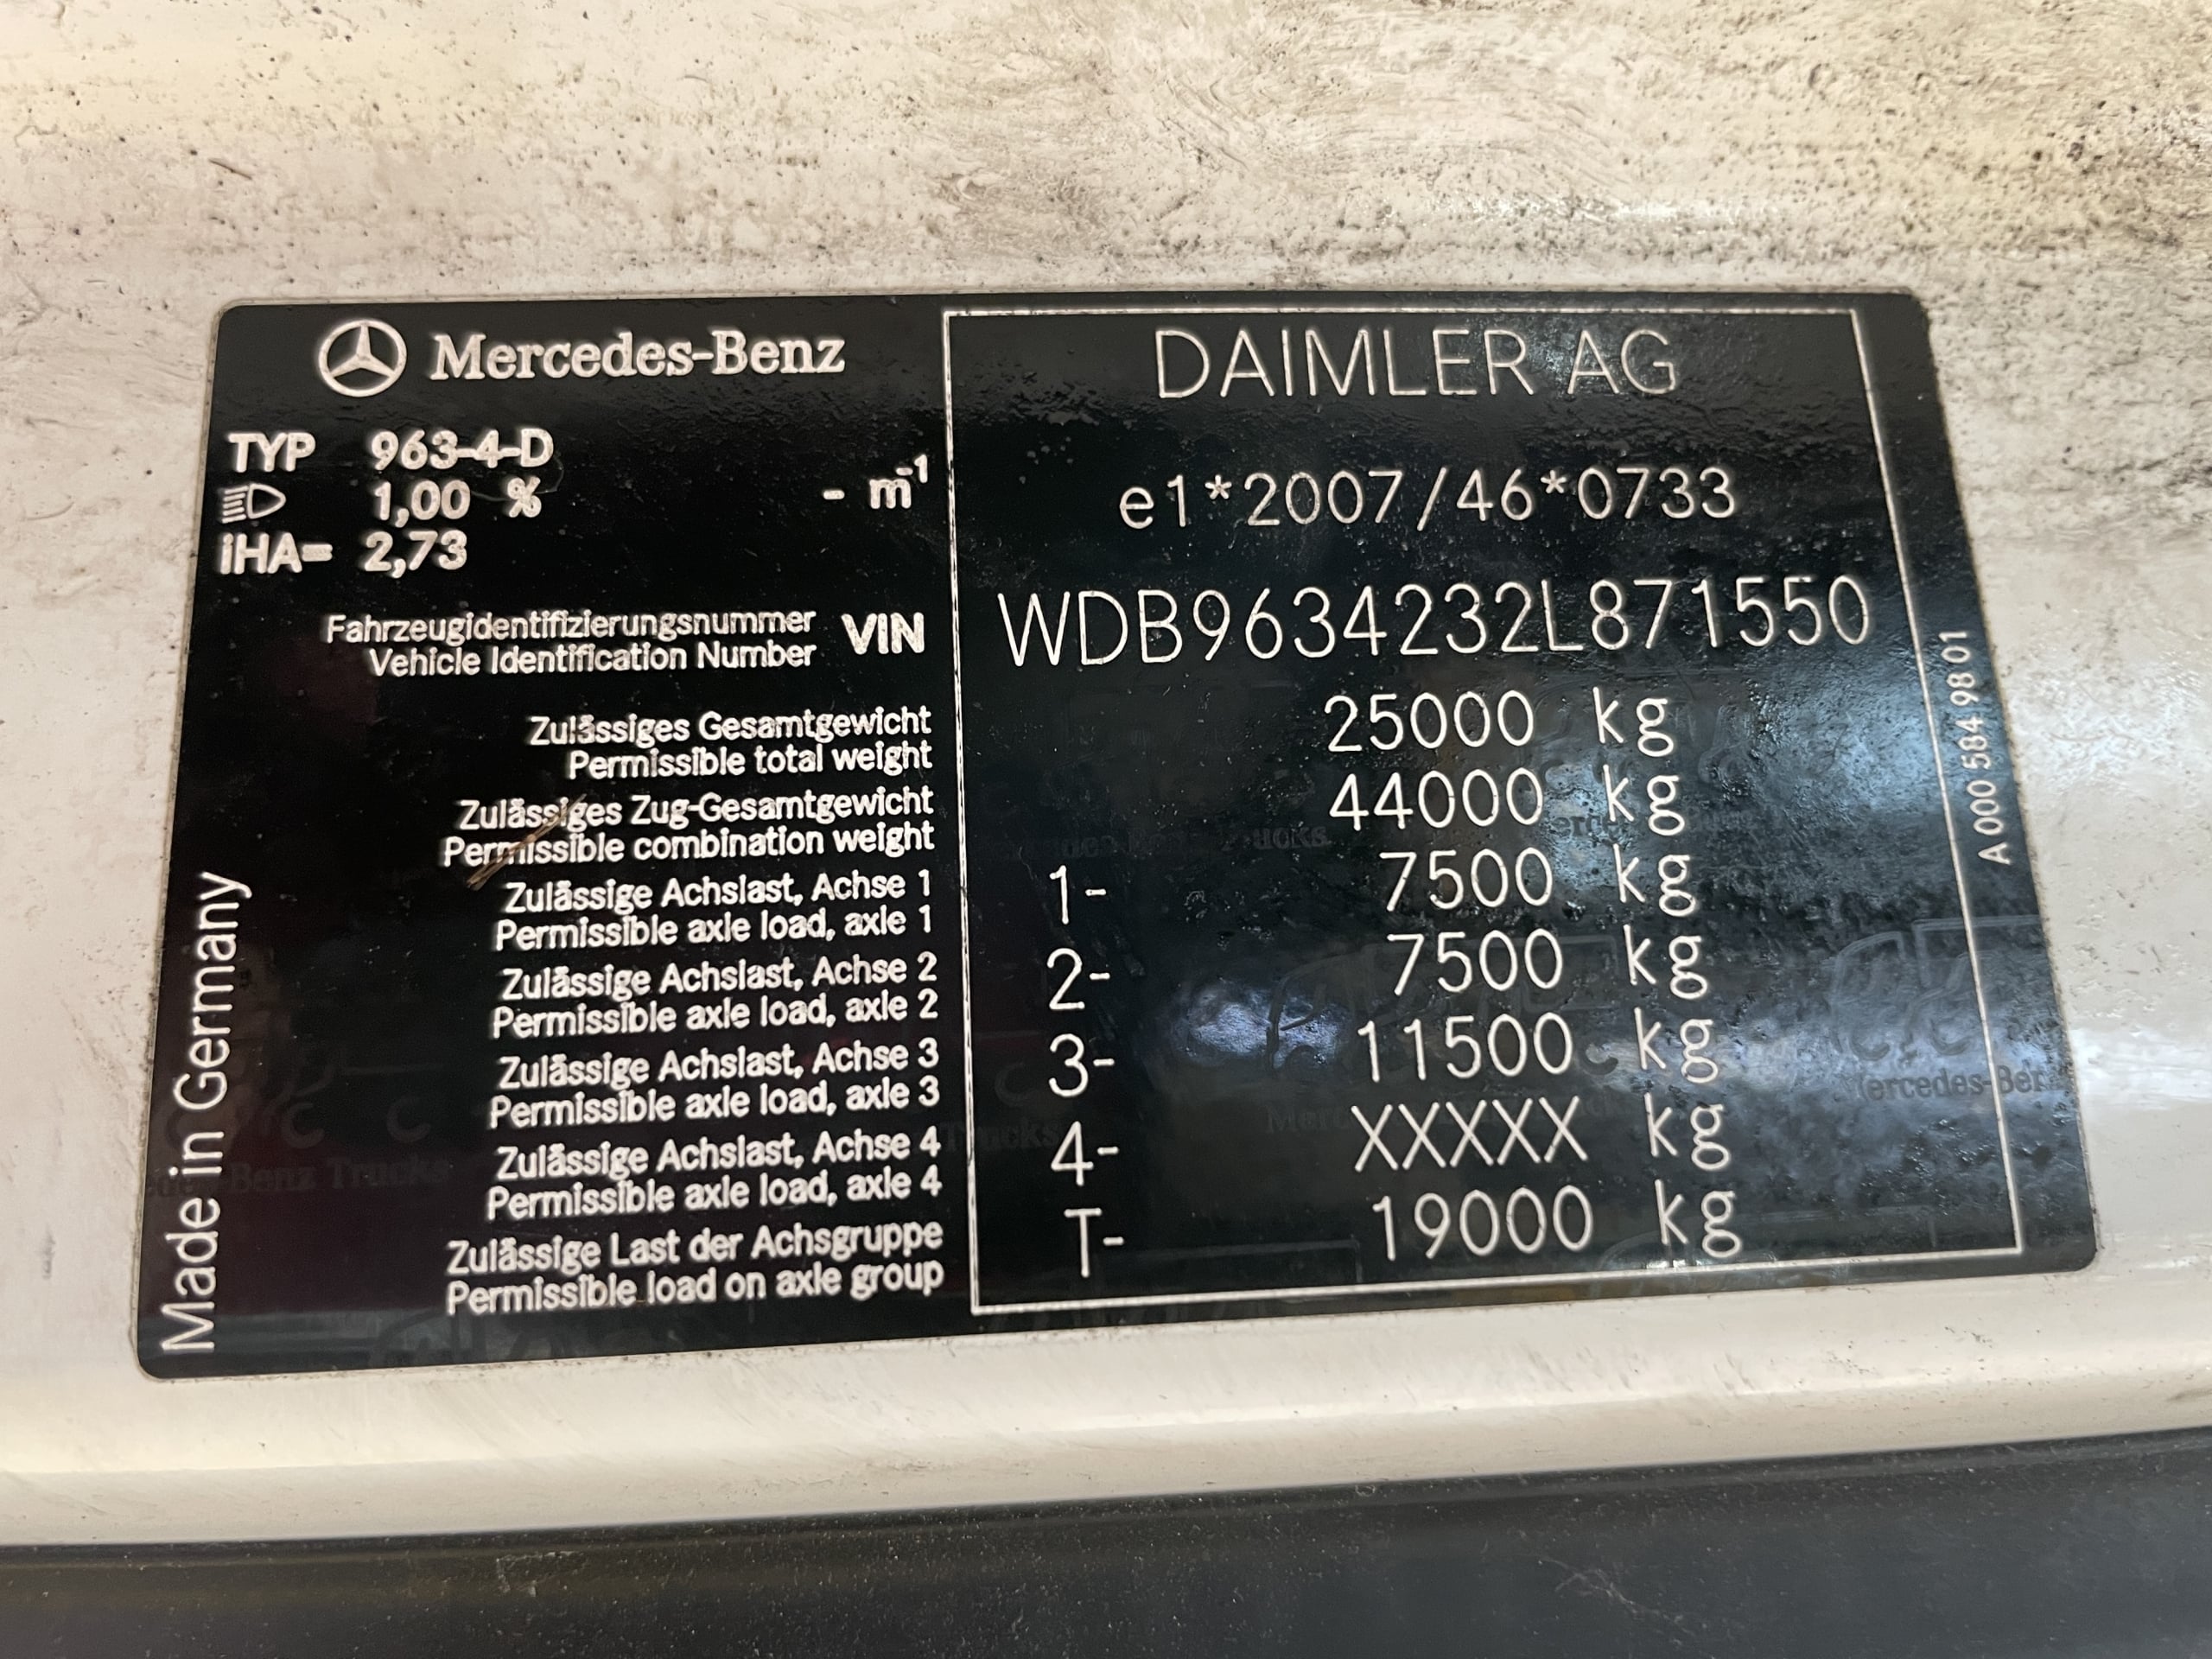 Mercedes-Benz
TYP 963-4-D
1,00 % - m⁻¹
iHA= 2,73
DAIMLER AG
e1*2007/46*0733
Fahrzeugidentifizierungsnummer
Vehicle Identification Number
VIN WDB9634232L871550
Zulässiges Gesamtgewicht
Permissible total weight
25000 kg
Zulässiges Zug-Gesamtgewicht
Permissible combination weight
44000 kg
Zulässige Achslast, Achse 1
Permissible axle load, axle 1
1- 7500 kg
Zulässige Achslast, Achse 2
Permissible axle load, axle 2
2- 7500 kg
Zulässige Achslast, Achse 3
Permissible axle load, axle 3
3- 11500 kg
Zulässige Achslast, Achse 4
Permissible axle load, axle 4
4- XXXXX kg
Zulässige Last der Achsgruppe
Permissible load on axle group
T- 19000 kg
Made in Germany
A 000 584 98 01